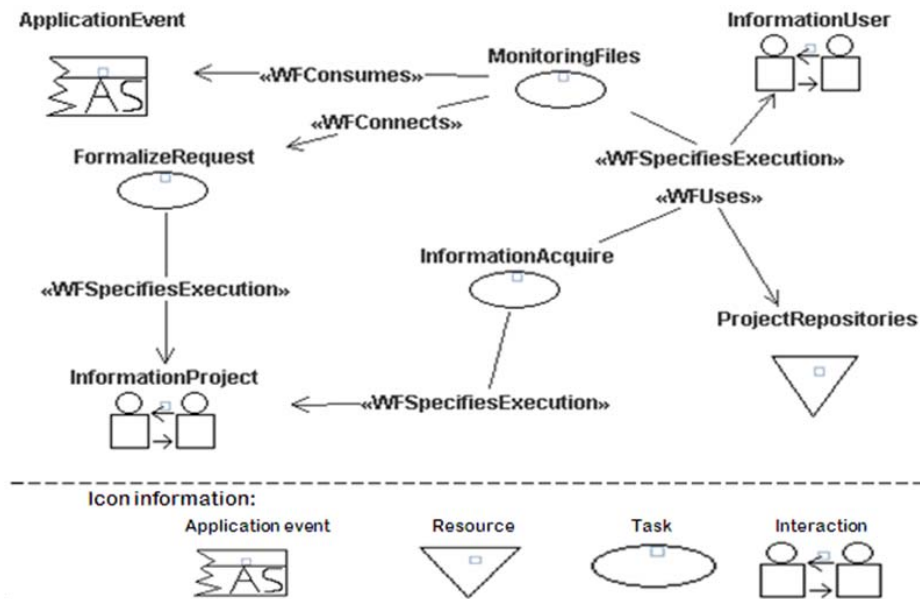 ApplicationEvent
InformationUser
MonitoringFiles
AS
«WFConsumes»
«WFConnects»
FormalizeRequest
«WFSpecifiesExecution»
«WFUses»
InformationAcquire
«WFSpecifiesExecution»
ProjectRepositories
InformationProject
«WFSpecifiesExecution»
Icon information:
Application event Resource Task Interaction
AS